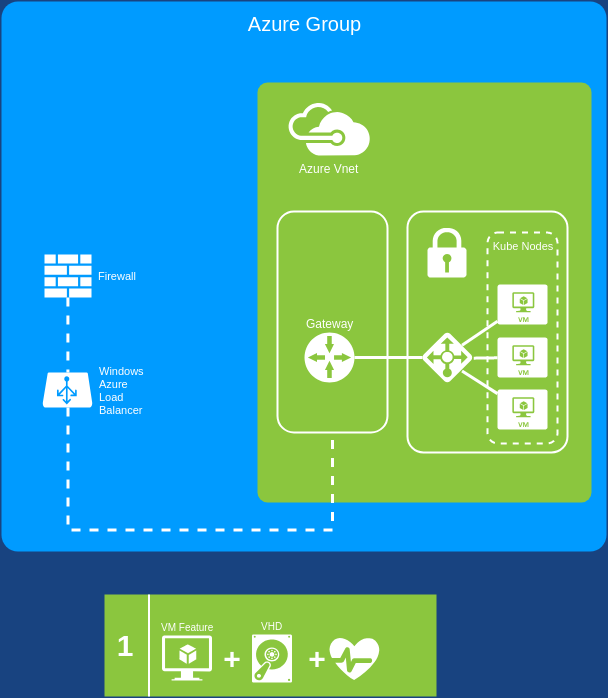 Azure Group
Azure Vnet
Kube Nodes
Firewall
VM
Gateway
VM
Windows
Azure
Load
Balancer
VM
1
VM Feature
+
VHD
+